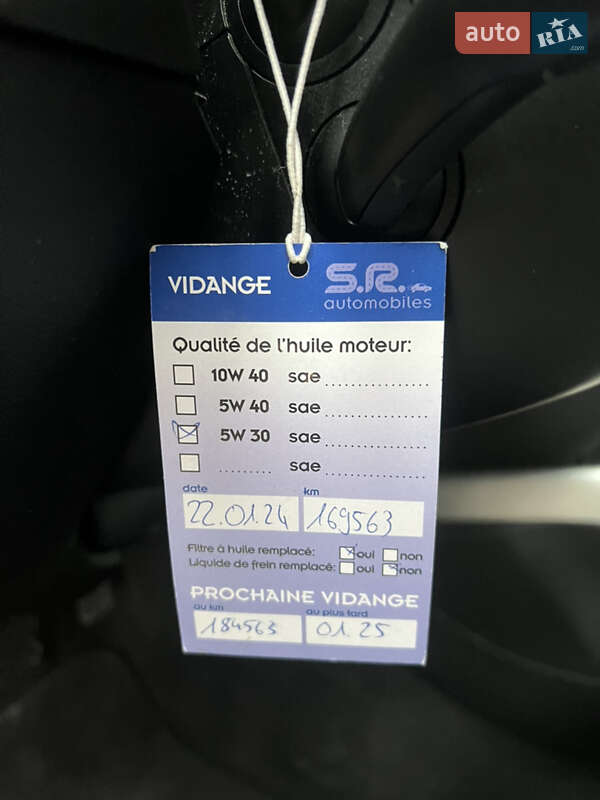 auto RIA.com
VIDANGE
S.R. automobiles
Qualité de l'huile moteur:
10W 40 sae
5W 40 sae
5W 30 sae
sae
date km
22.01.24 169563
Filtre à huile remplacé: oui non
Liquide de frein remplacé: oui non
PROCHAINE VIDANGE
au km au plus tard
184563 01.25